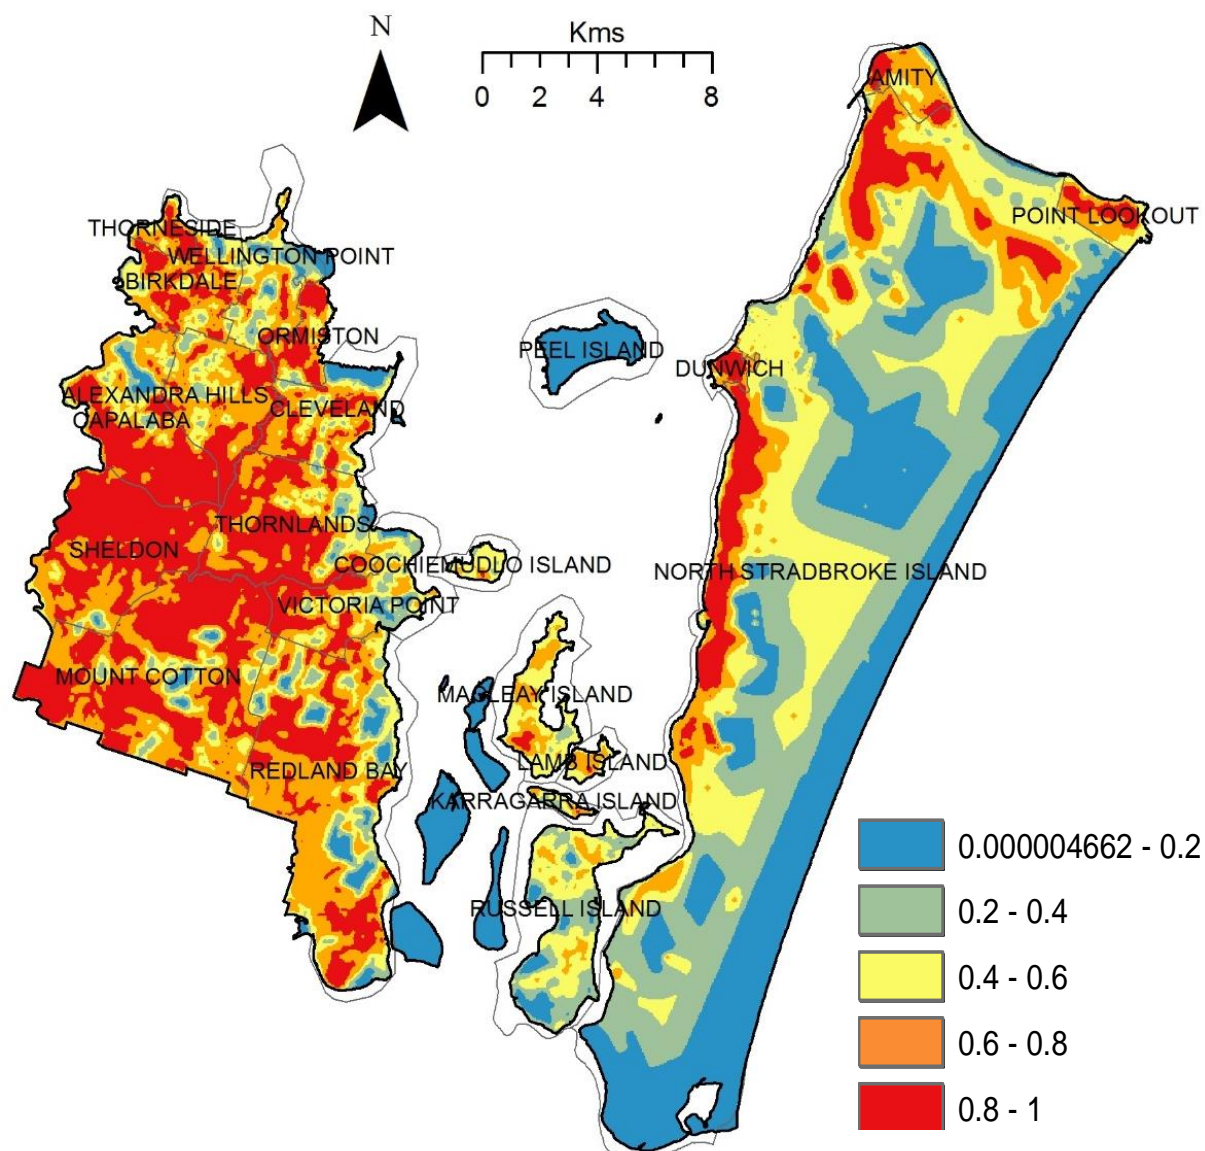 N
Kms
0 2 4 8
AMITY
POINT LOOKOUT
THORNESIDE
WELLINGTON POINT
BIRKDALE
ORMISTON
PEEL ISLAND
DUNWICH
ALEXANDRA HILLS
CLEVELAND
CAPALABA
THORNLANDS
SHELDON
COOCHIEMUDLO ISLAND
NORTH STRADBROKE ISLAND
VICTORIA POINT
MOUNT COTTON
MACLEAY ISLAND
LAMB ISLAND
REDLAND BAY
KARRAGARRA ISLAND
RUSSELL ISLAND
0.000004662 - 0.2
0.2 - 0.4
0.4 - 0.6
0.6 - 0.8
0.8 - 1